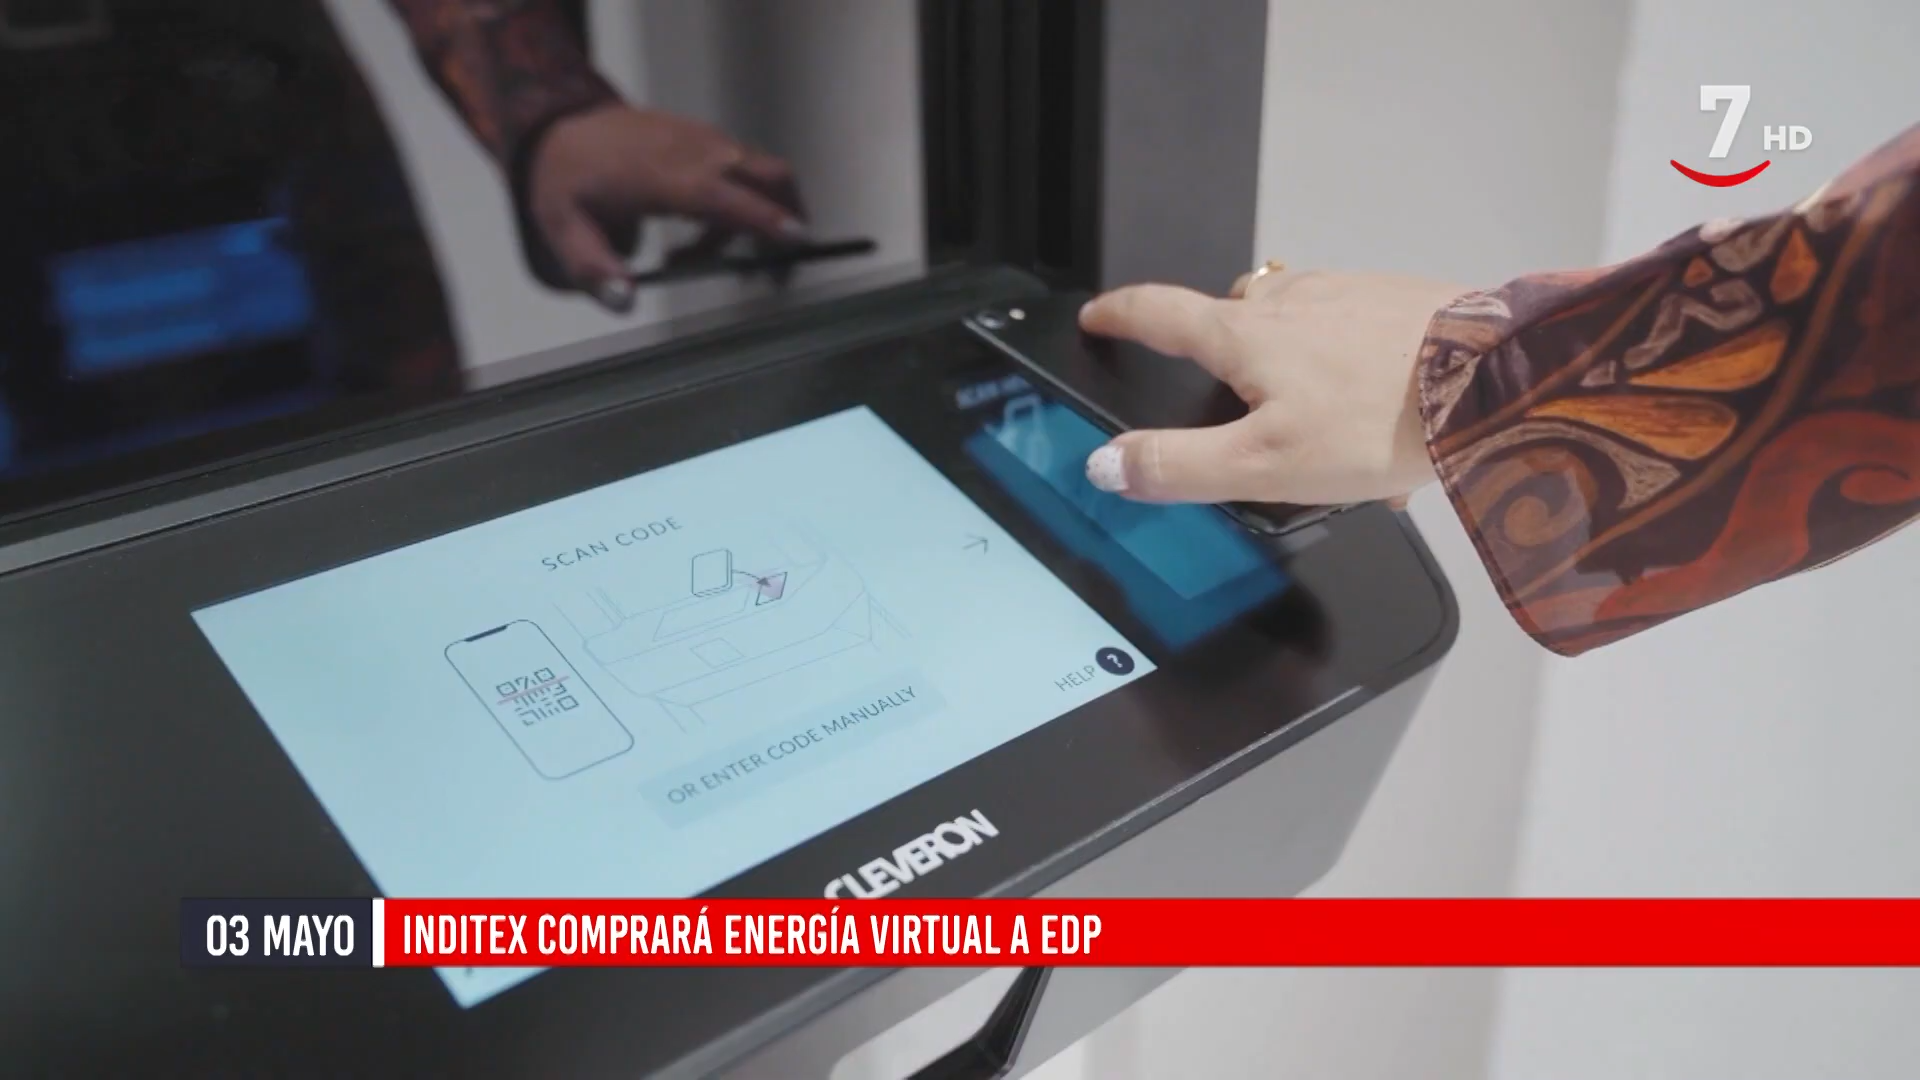 7 HD
SCAN CODE
OR ENTER CODE MANUALLY
HELP ?
CLEVERON
03 MAYO
INDITEX COMPRARÁ ENERGÍA VIRTUAL A EDP